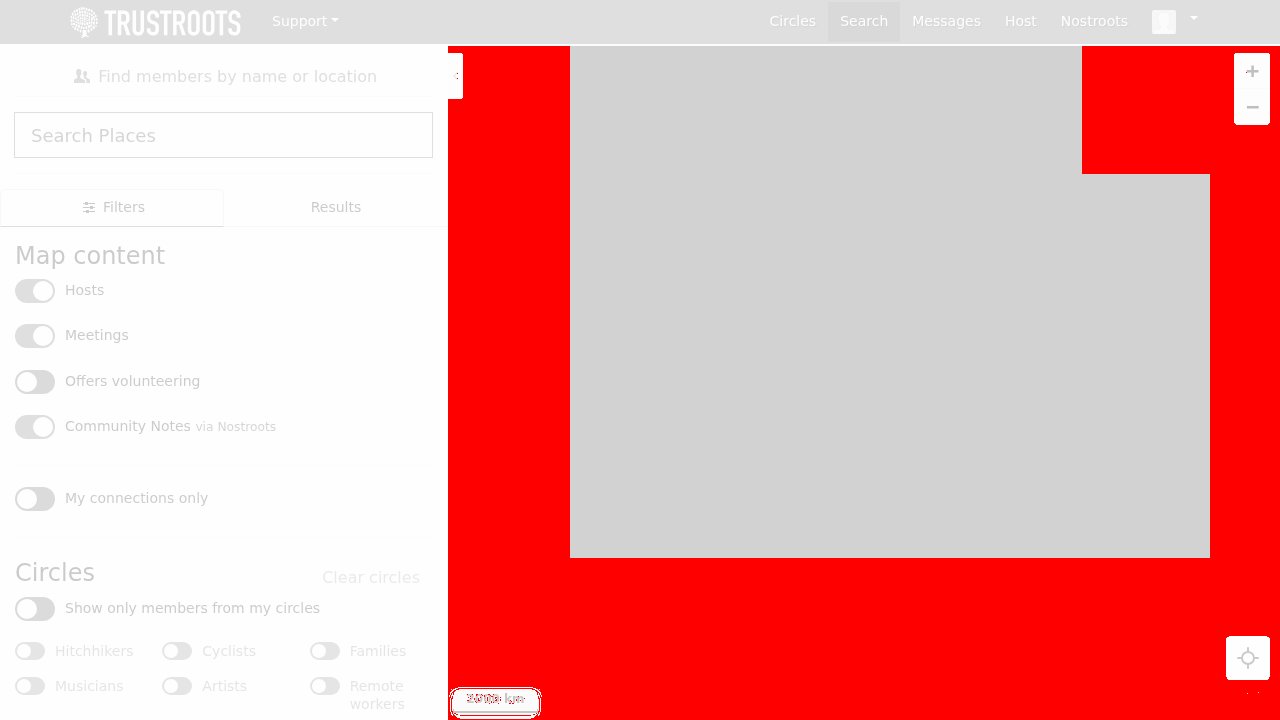 TRUSTROOTS
Support
Circles
Search
Messages
Host
Nostroots
Find members by name or location
Search Places
Filters
Results
Map content
Hosts
Meetings
Offers volunteering
Community Notes via Nostroots
My connections only
Circles
Clear circles
Show only members from my circles
Hitchhikers
Cyclists
Families
Musicians
Artists
Remote
workers